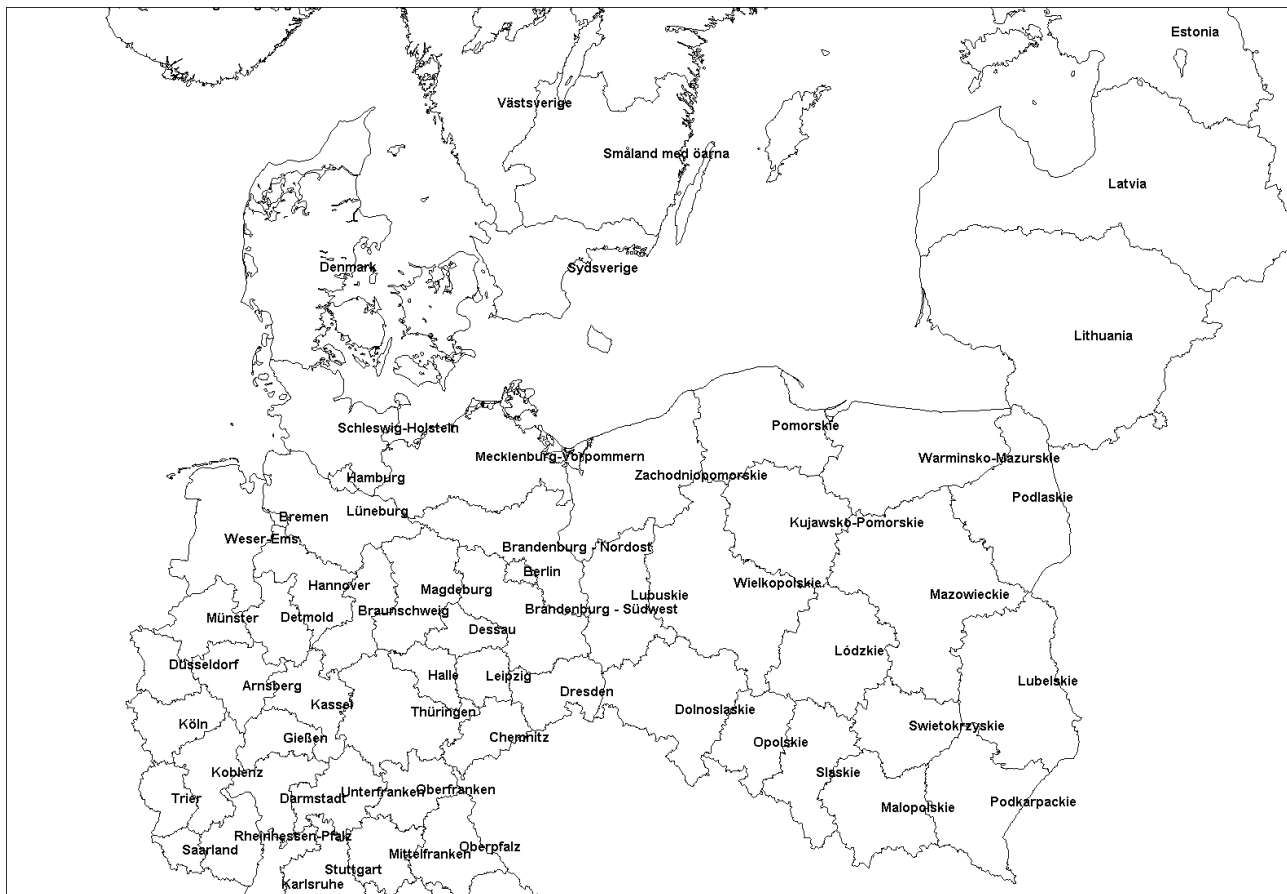 Estonia
Västsverige
Småland med öarna
Latvia
Denmark
Sydsverige
Lithuania
Schleswig-Holstein
Pomorskie
Mecklenburg-Vorpommern
Warminsko-Mazurskie
Hamburg
Zachodniopomorskie
Podlaskie
Lüneburg
Bremen
Kujawsko-Pomorskie
Weser-Ems
Brandenburg - Nordost
Berlin
Hannover
Magdeburg
Wielkopolskie
Lubuskie
Mazowieckie
Braunschweig
Brandenburg - Südwest
Münster
Detmold
Dessau
Lódzkie
Düsseldorf
Halle
Leipzig
Lubelskie
Arnsberg
Dresden
Kassel
Thüringen
Dolnoslaskie
Köln
Swietokrzyskie
Gießen
Chemnitz
Opolskie
Koblenz
Slaskie
Trier
Darmstadt
Unterfranken
Oberfranken
Malopolskie
Podkarpackie
Rheinhessen-Pfalz
Saarland
Mittelfranken
Oberpfalz
Stuttgart
Karlsruhe